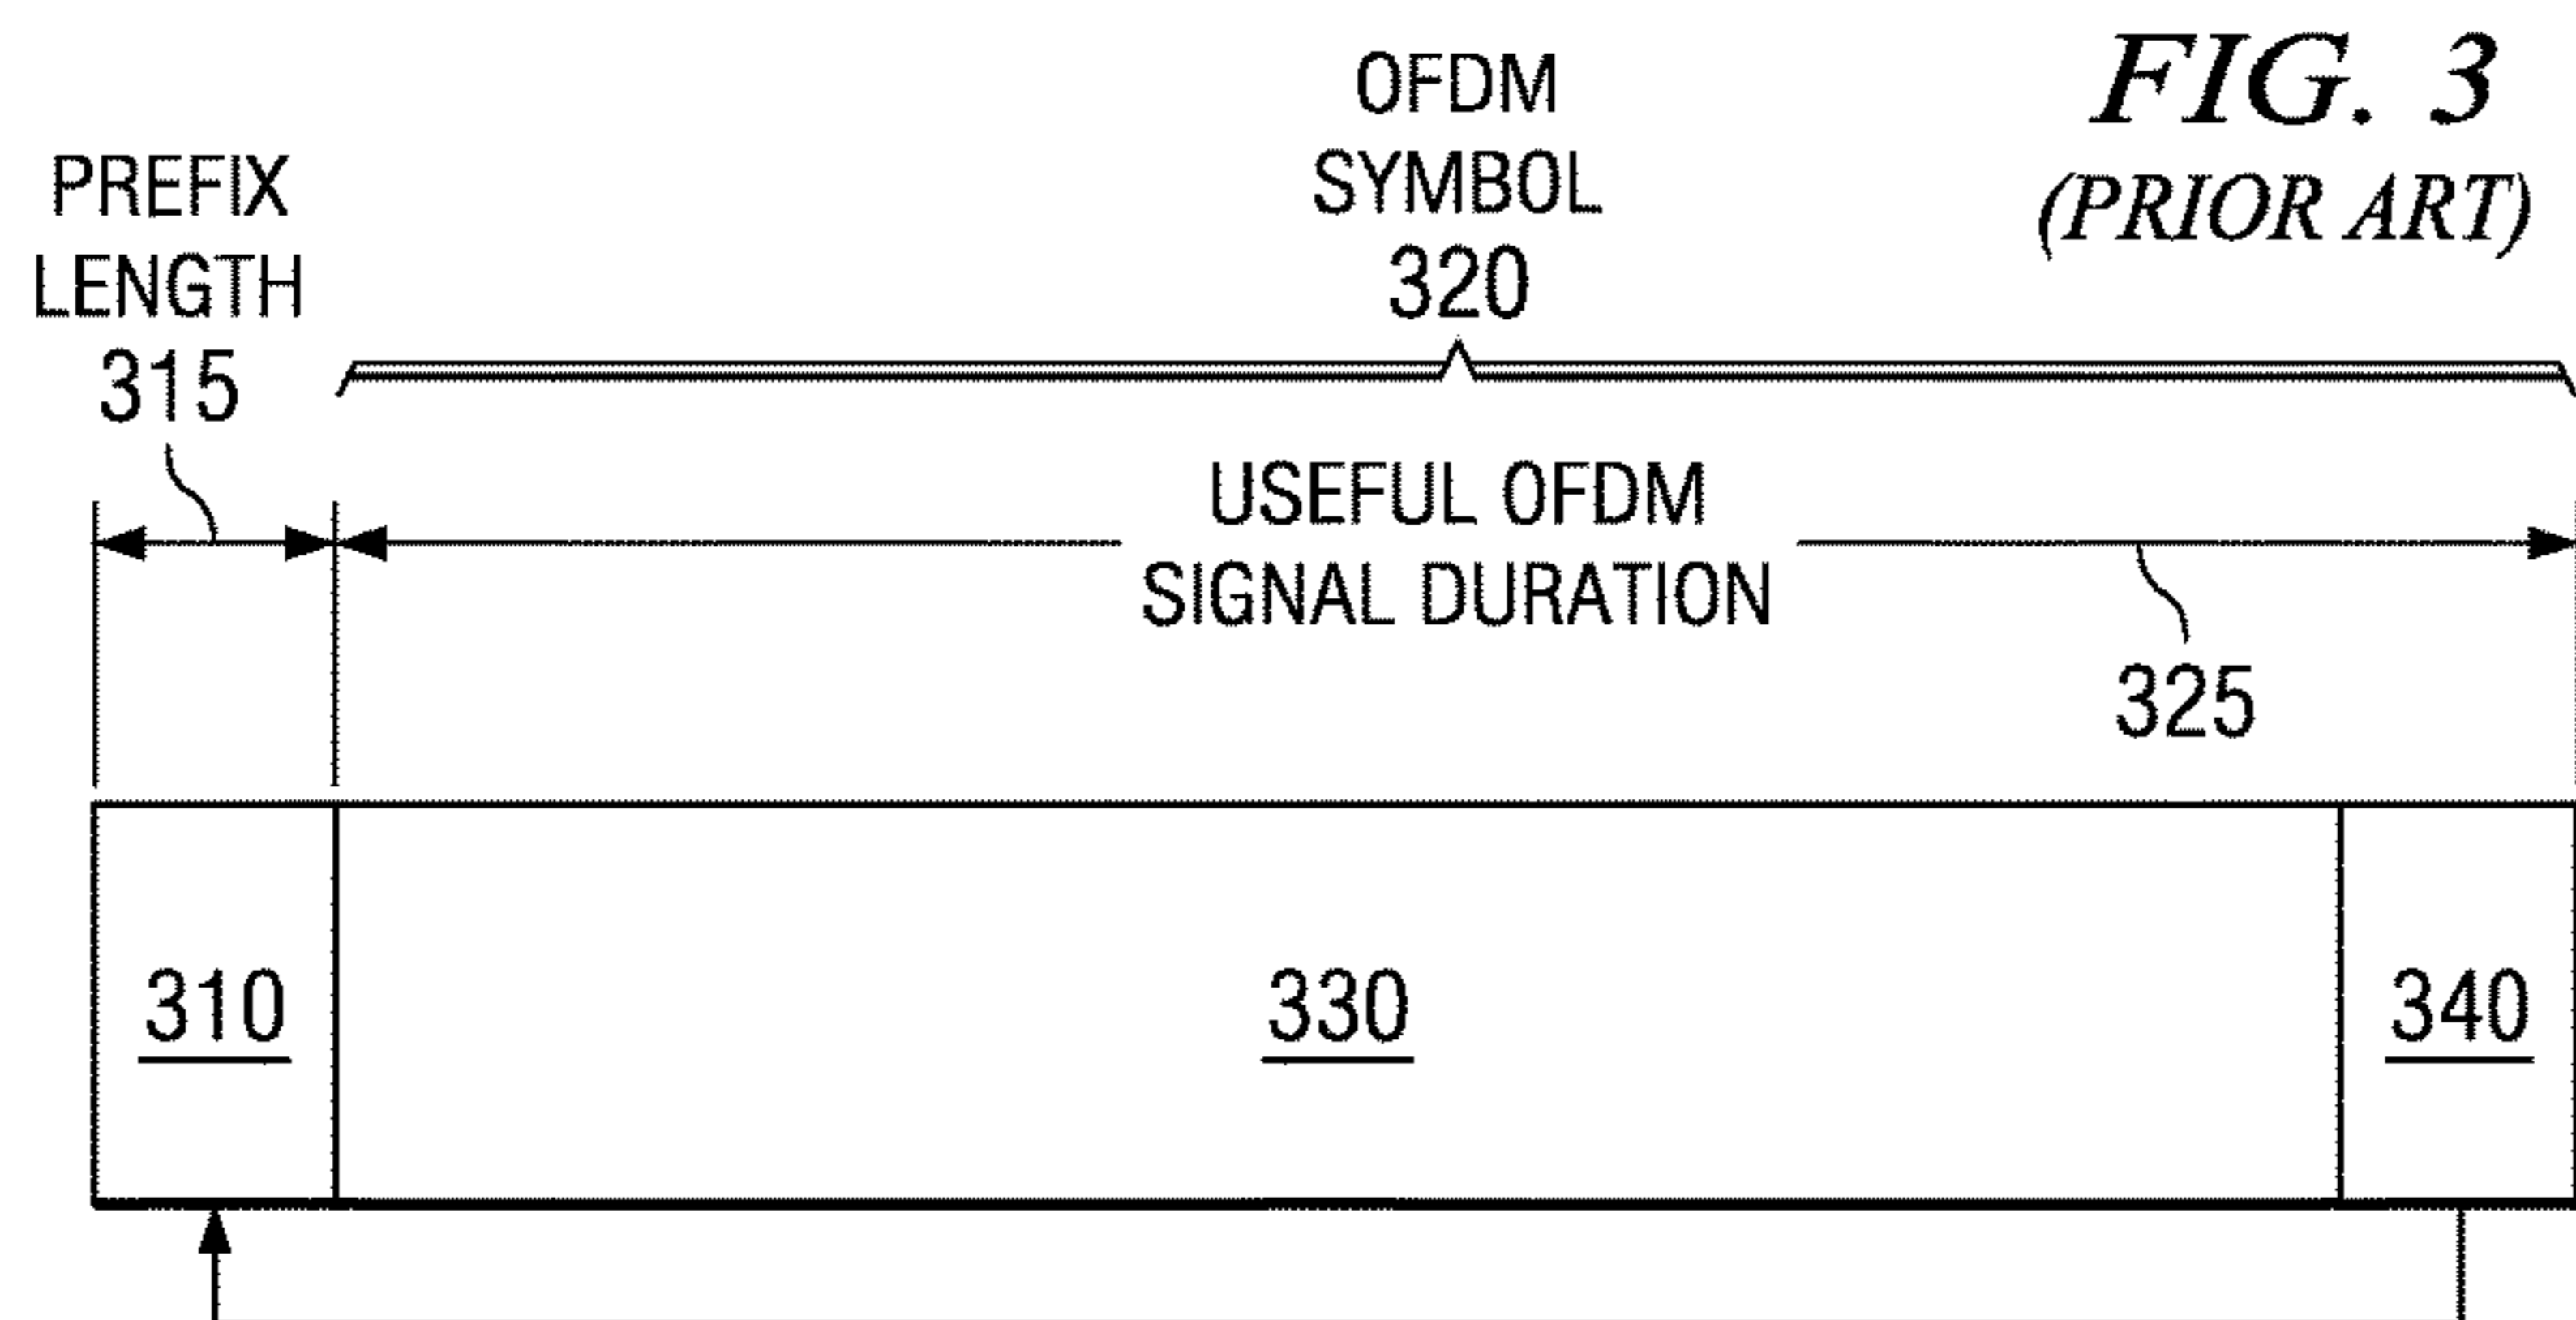 FIG. 3
(PRIOR ART)
OFDM
SYMBOL
320
PREFIX
LENGTH
315
USEFUL OFDM
SIGNAL DURATION
325
310
330
340